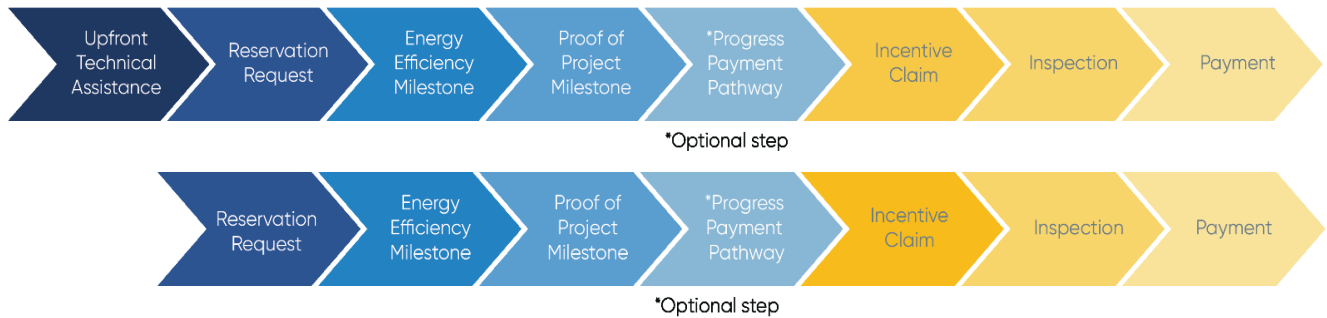 Upfront
Technical
Assistance
Reservation
Request
Energy
Efficiency
Milestone
Proof of
Project
Milestone
*Progress
Payment
Pathway
Incentive
Claim
Inspection
Payment
*Optional step
Reservation
Request
Energy
Efficiency
Milestone
Proof of
Project
Milestone
*Progress
Payment
Pathway
Incentive
Claim
Inspection
Payment
*Optional step